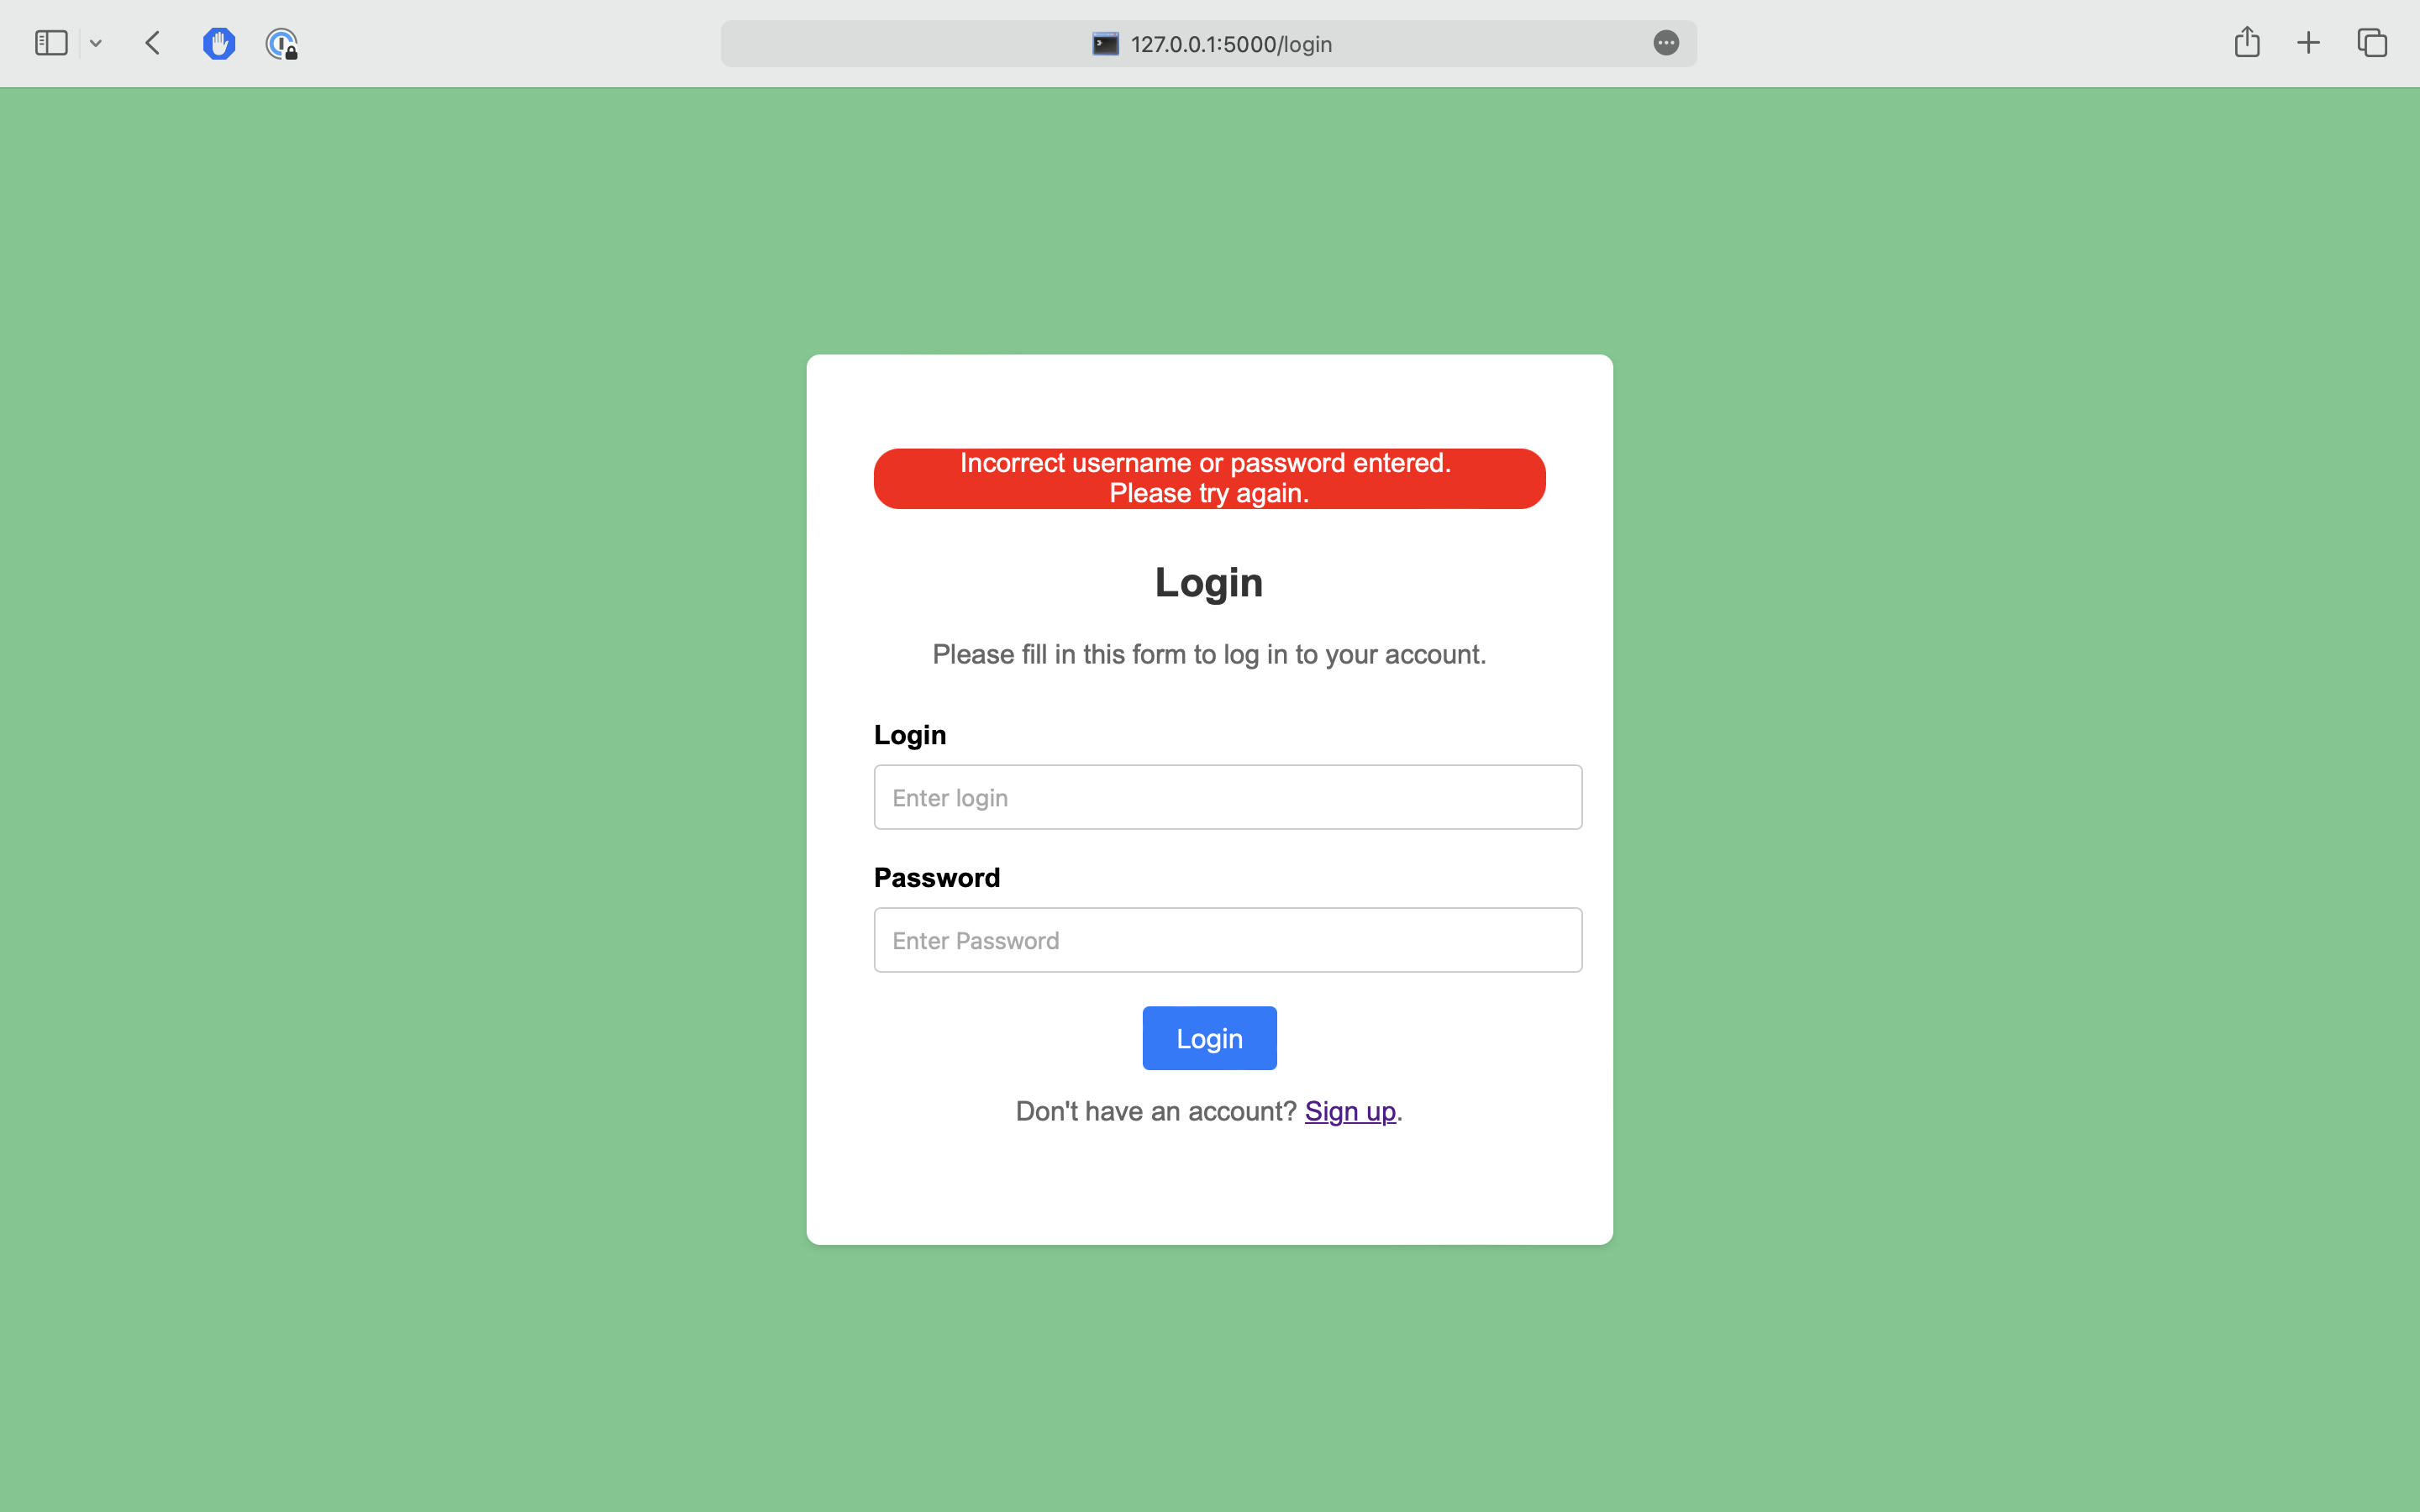 127.0.0.1:5000/login
Incorrect username or password entered.
Please try again.
Login
Please fill in this form to log in to your account.
Login
Enter login
Password
Enter Password
Login
Don't have an account? Sign up.